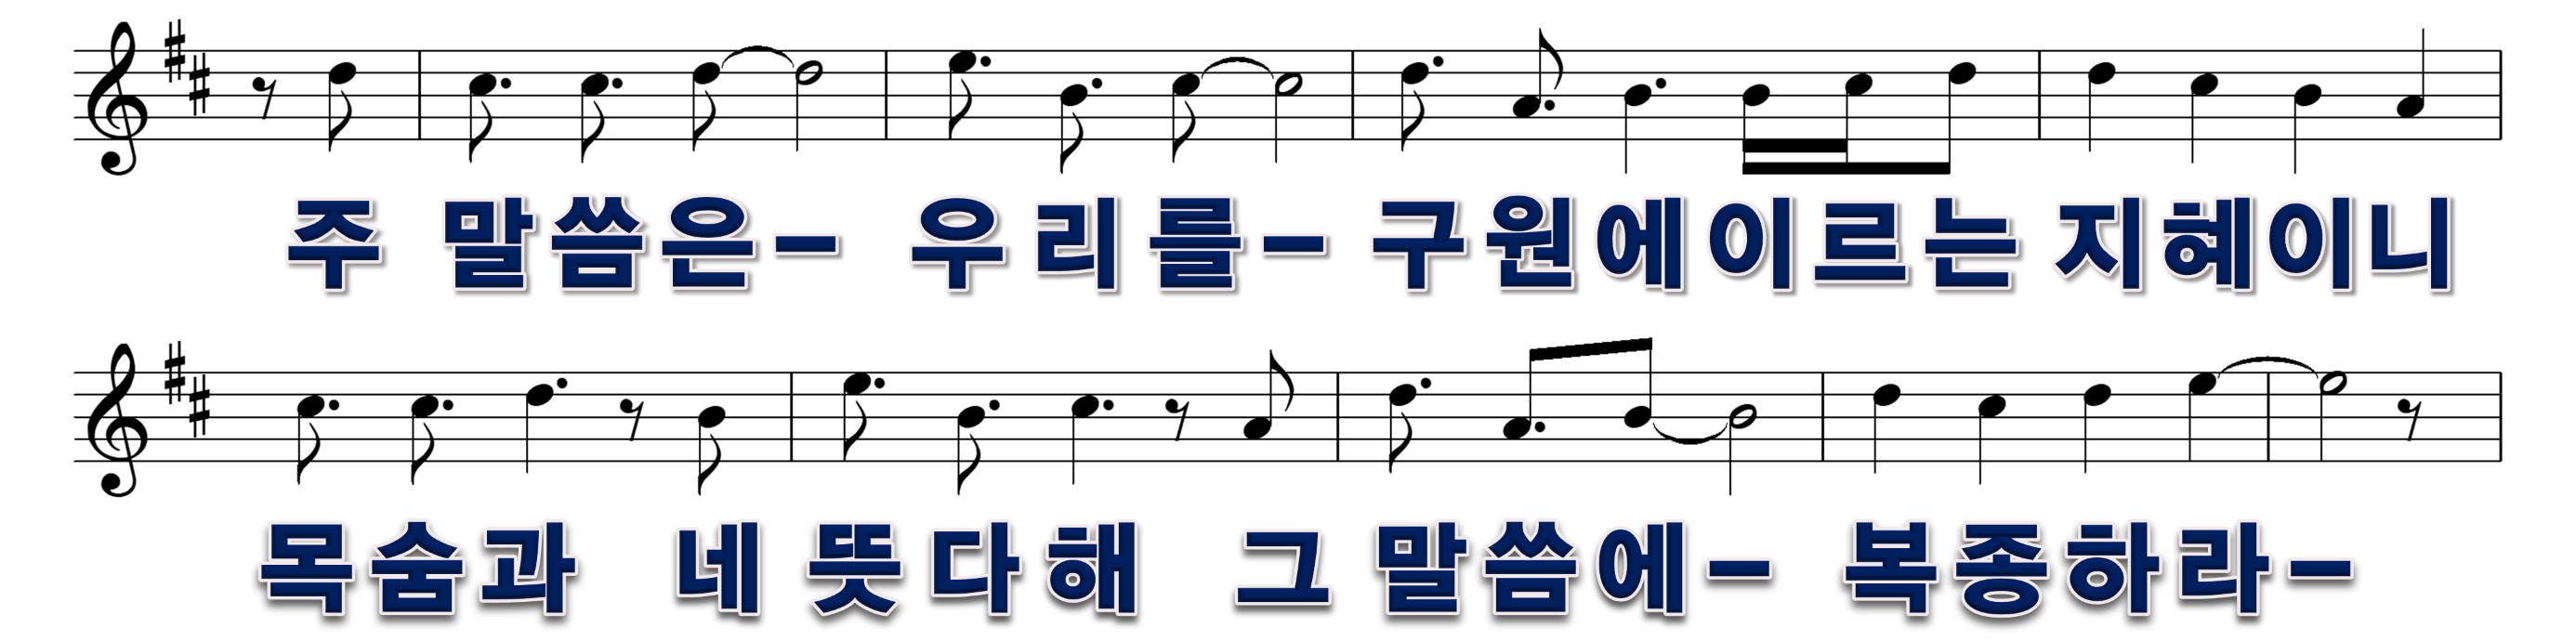 주 말씀은- 우리를- 구원에이르는 지혜이니
목숨과 네 뜻다해 그 말씀에- 복종하라-